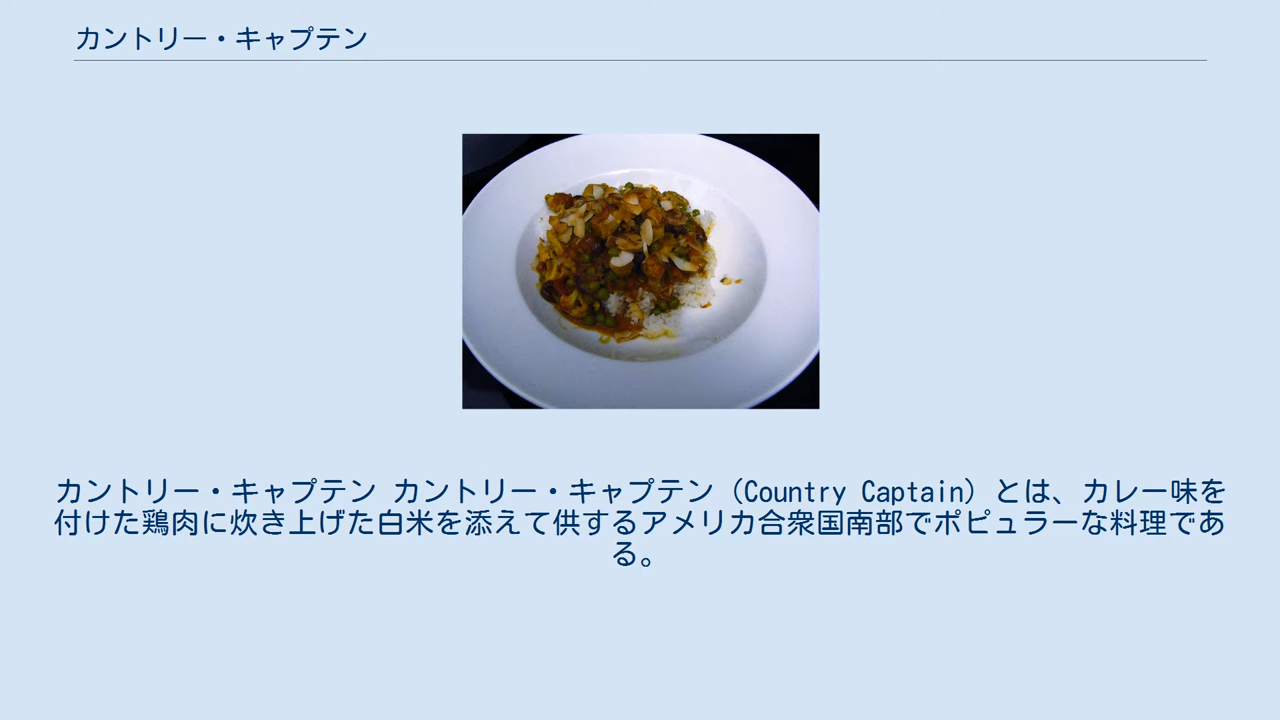 カントリー・キャプテン
カントリー・キャプテン カントリー・キャプテン（Country Captain）とは、カレー味を
付けた鶏肉に炊き上げた白米を添えて供するアメリカ合衆国南部でポピュラーな料理であ
る。